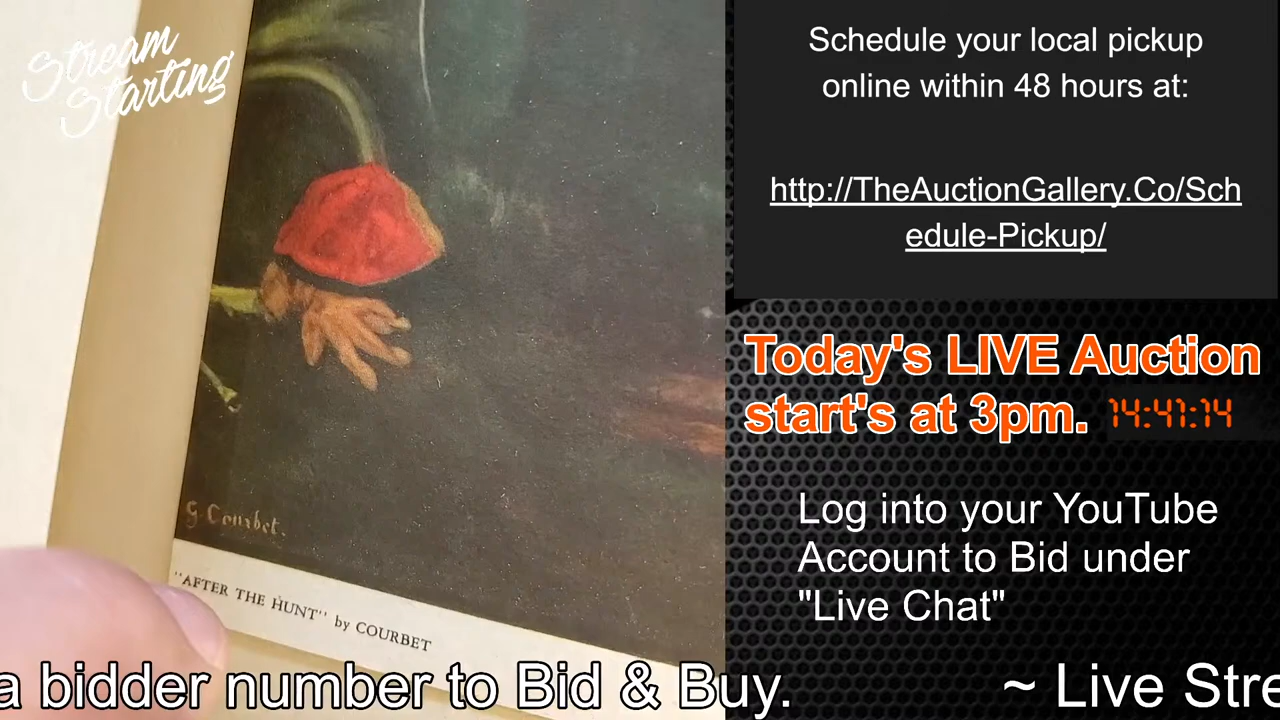 Stream
Starting
G. Courbet.
"AFTER THE HUNT" by COURBET
Schedule your local pickup
online within 48 hours at:
http://TheAuctionGallery.Co/Sch
edule-Pickup/
Today's LIVE Auction
start's at 3pm. 14:41:14
Log into your YouTube
Account to Bid under
"Live Chat"
a bidder number to Bid & Buy. ~ Live Stre